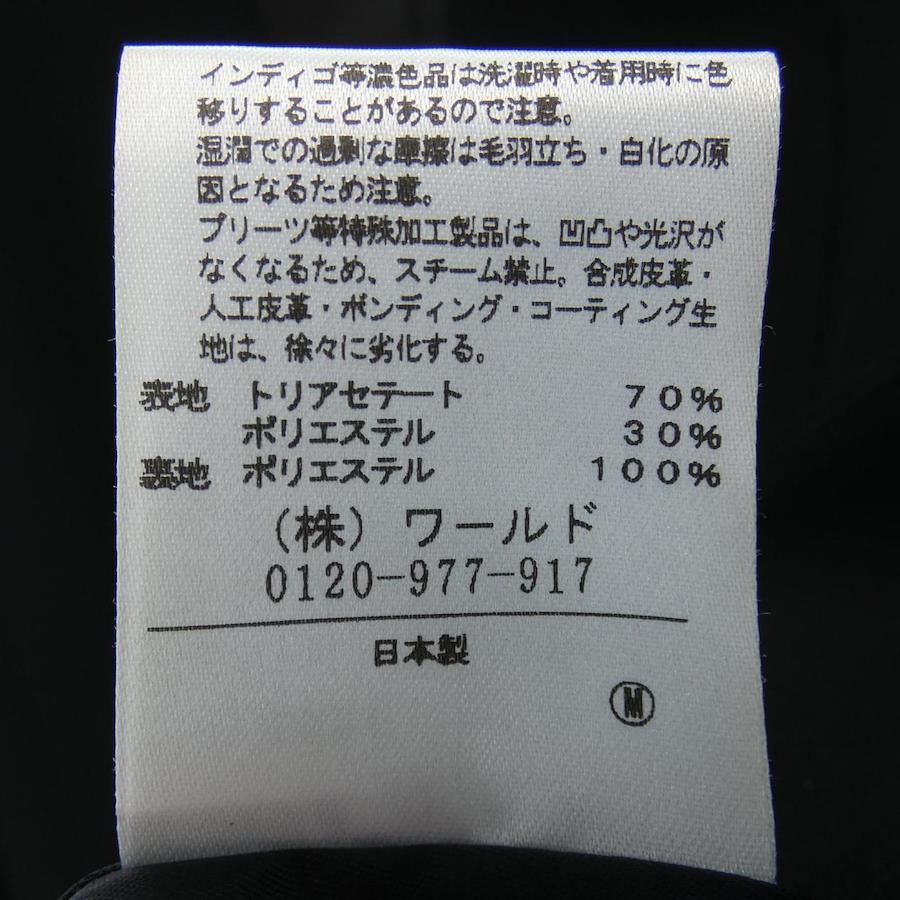 インディゴ等濃色品は洗濯時や着用時に色
移りすることがあるので注意。
湿潤での過剰な摩擦は毛羽立ち・白化の原
因となるため注意。
プリーツ等特殊加工製品は、凹凸や光沢が
なくなるため、スチーム禁止。合成皮革・
人工皮革・ボンディング・コーティング生
地は、徐々に劣化する。
表地 トリアセテート 70%
ポリエステル 30%
裏地 ポリエステル 100%
(株) ワールド
0120-977-917
日本製
Ⓜ